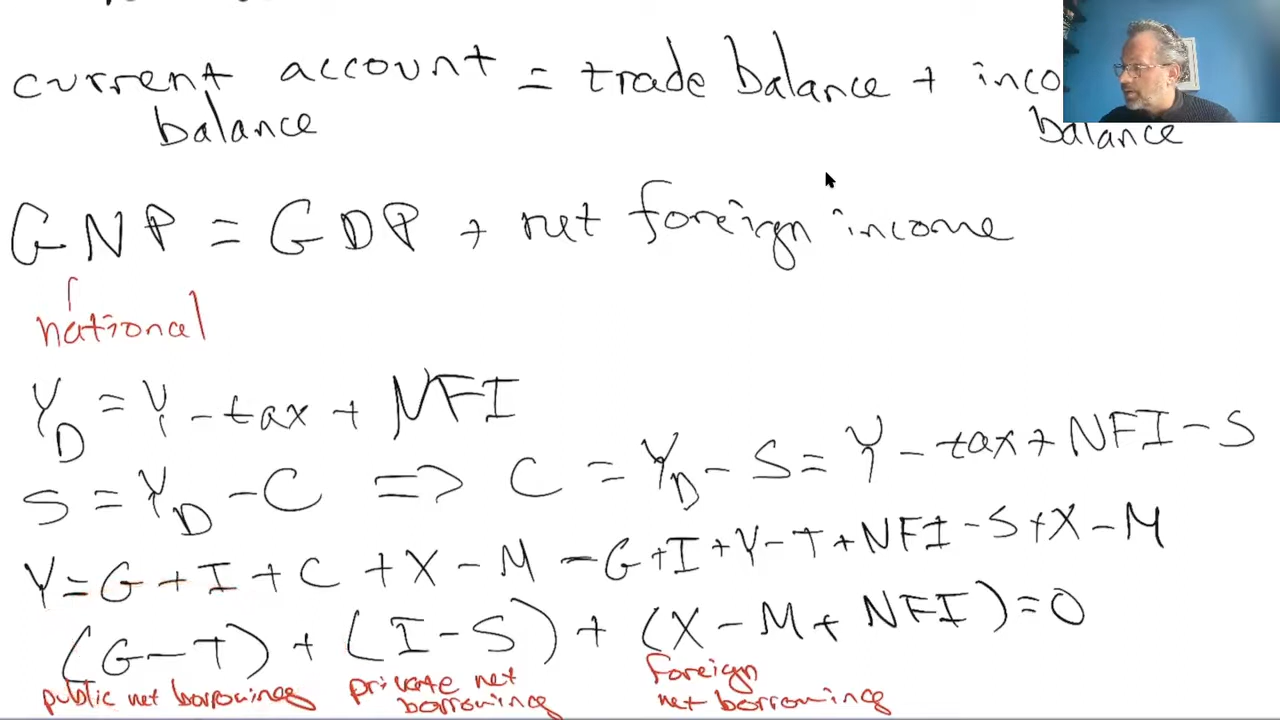 current account = trade balance + inco
balance balance
GNP = GDP + net foreign income
national
Y_D = Y - tax + NFI
S = Y_D - C => C = Y_D - S = Y - tax + NFI - S
Y = G + I + C + X - M - G + I + Y - T + NFI - S + X - M
(G - T) + (I - S) + (X - M + NFI) = 0
public net borrowing private net borrowing foreign net borrowing